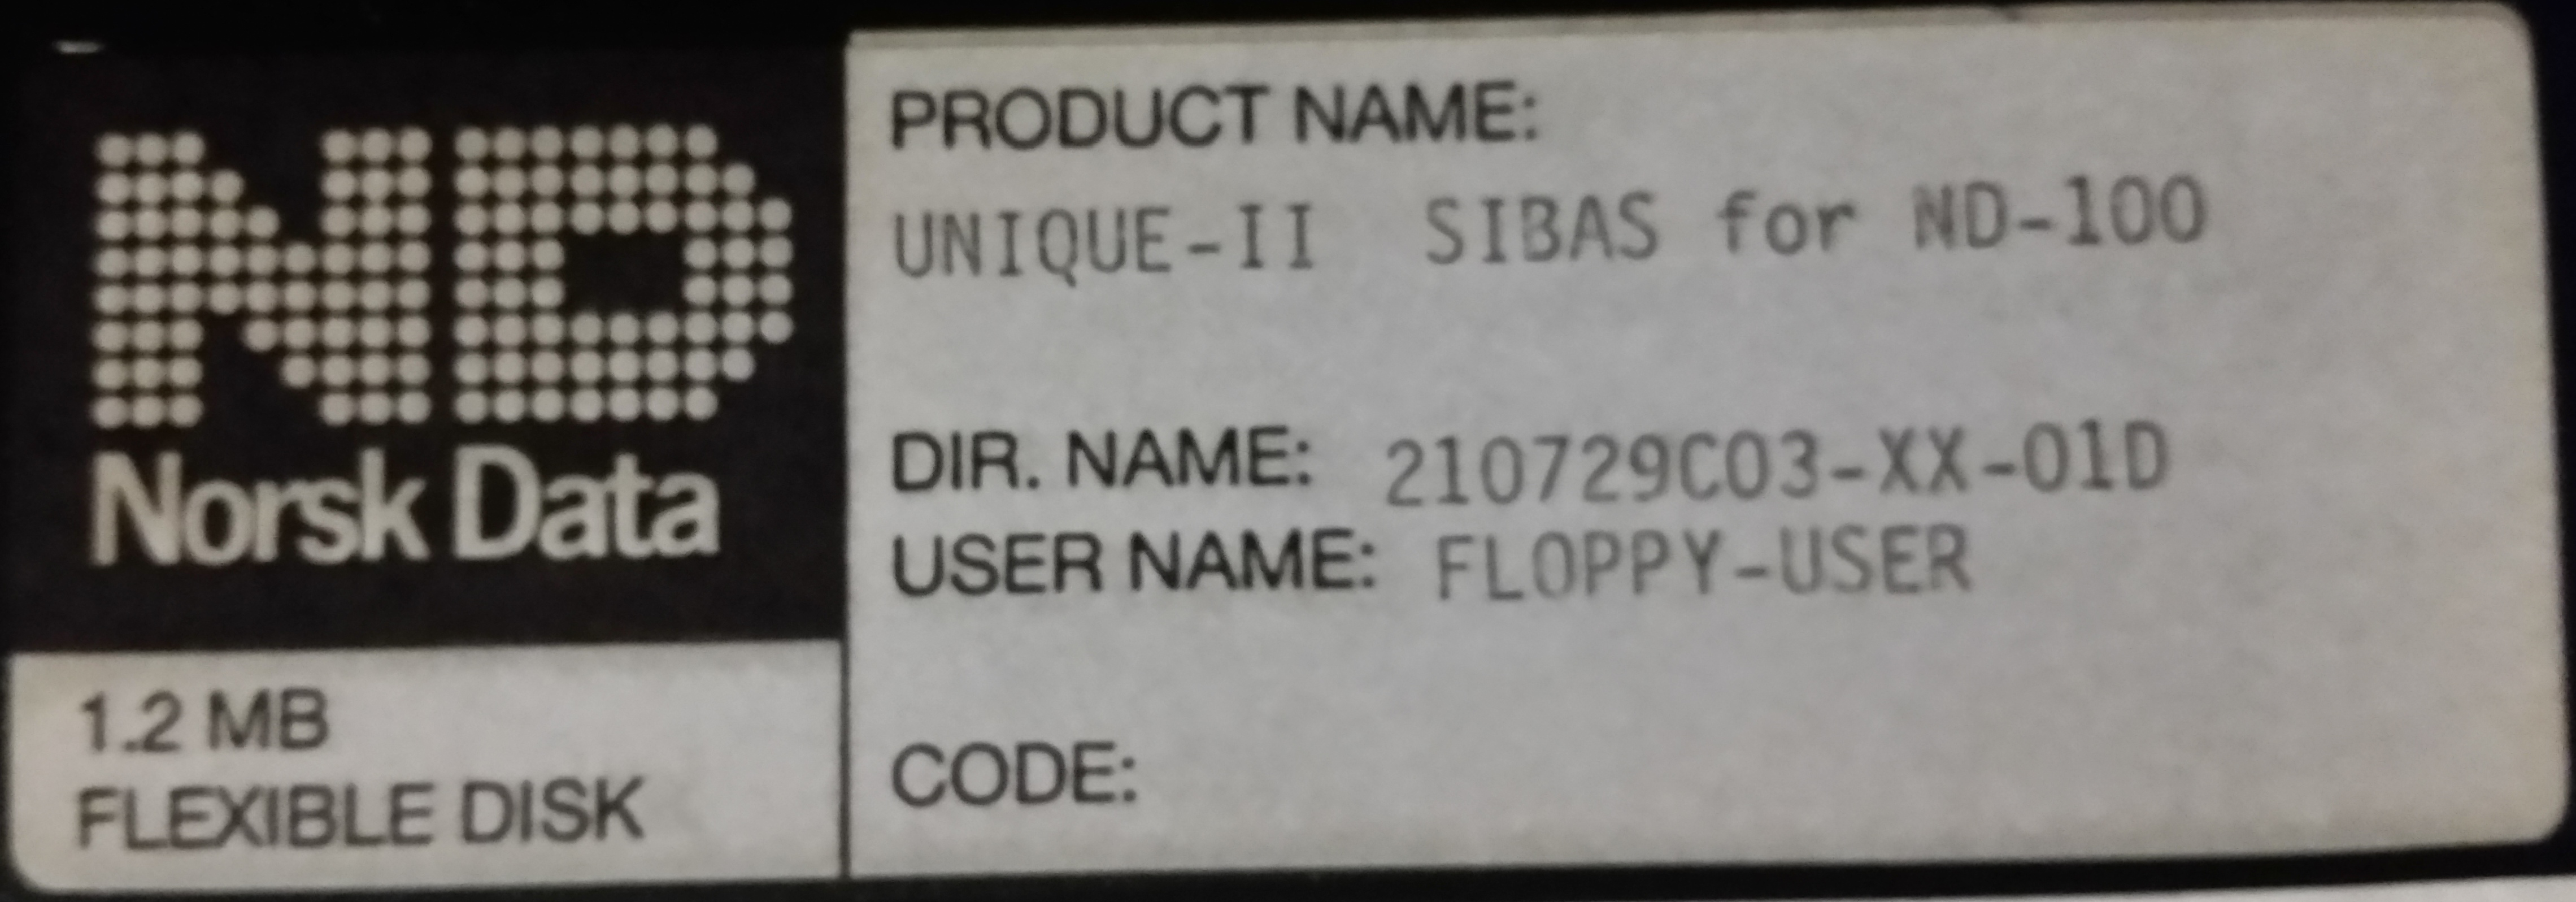 ND
Norsk Data
1.2 MB
FLEXIBLE DISK
PRODUCT NAME:
UNIQUE-II  SIBAS for ND-100
DIR. NAME: 210729C03-XX-01D
USER NAME: FLOPPY-USER
CODE: